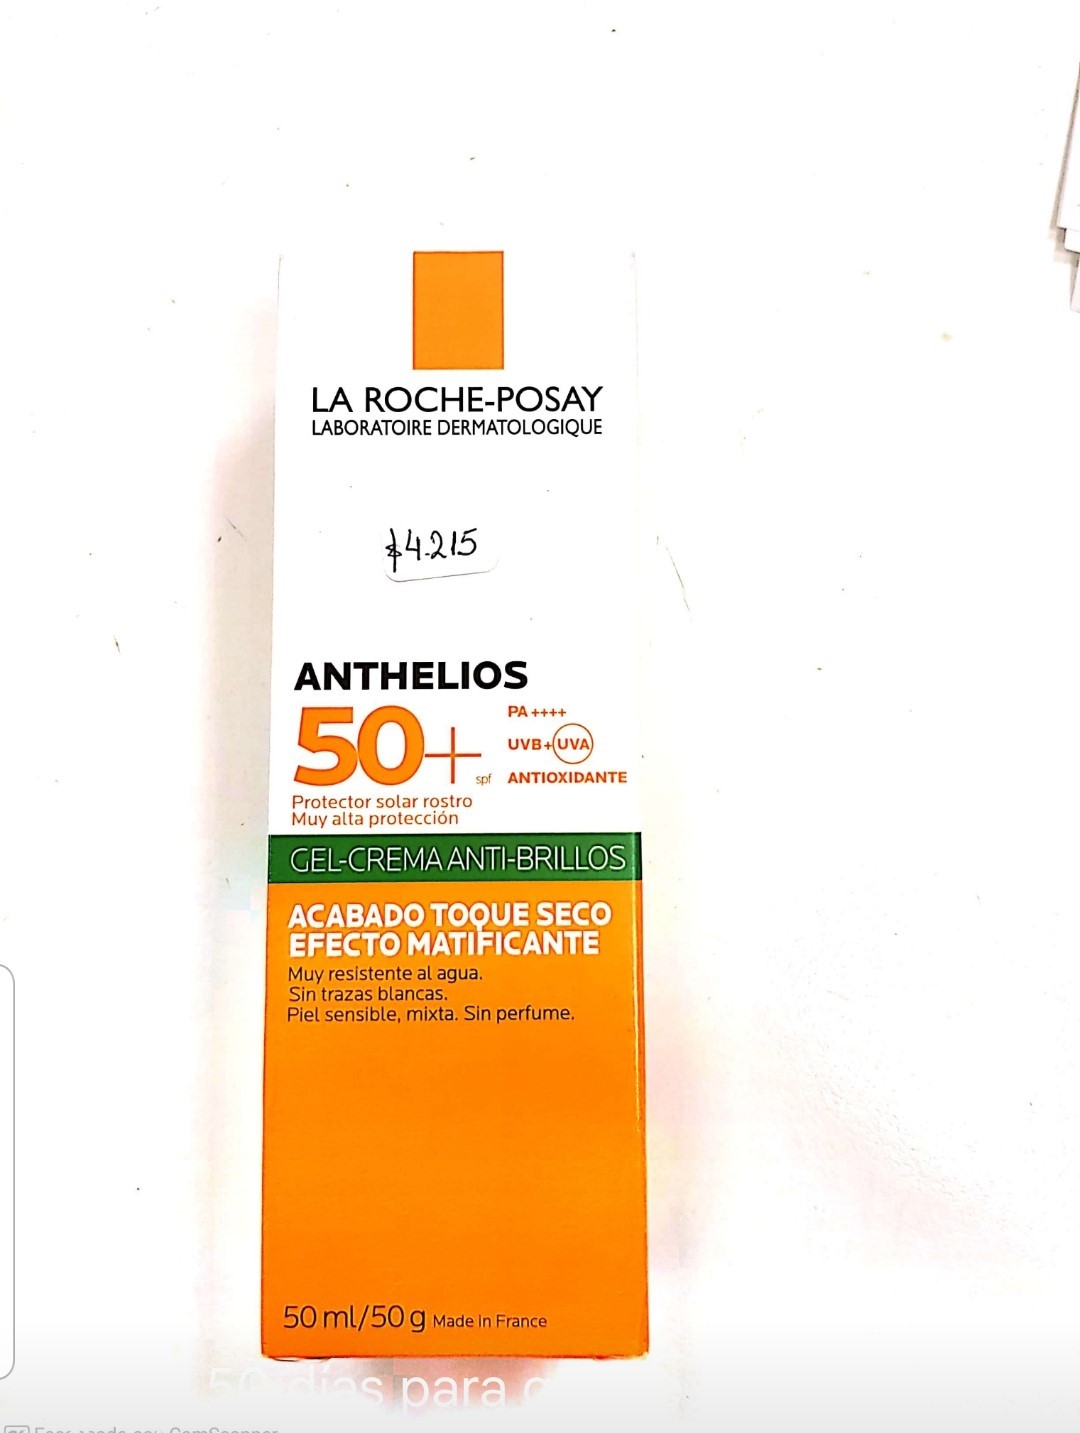 LA ROCHE-POSAY
LABORATOIRE DERMATOLOGIQUE
$4.215
ANTHELIOS
50+ spf
PA ++++
UVB+UVA
ANTIOXIDANTE
Protector solar rostro
Muy alta protección
GEL-CREMA ANTI-BRILLOS
ACABADO TOQUE SECO
EFECTO MATIFICANTE
Muy resistente al agua.
Sin trazas blancas.
Piel sensible, mixta. Sin perfume.
50 ml/50 g Made In France
días para